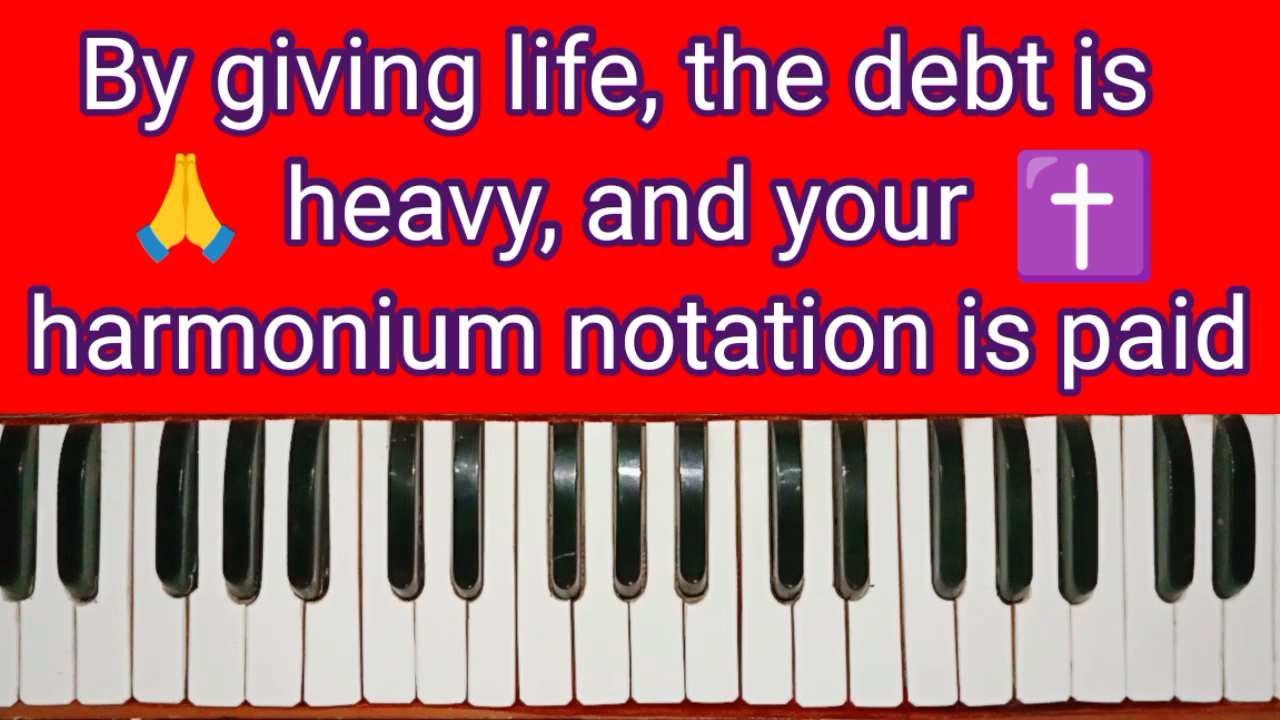 By giving life, the debt is
🙏 heavy, and your ✝️
harmonium notation is paid